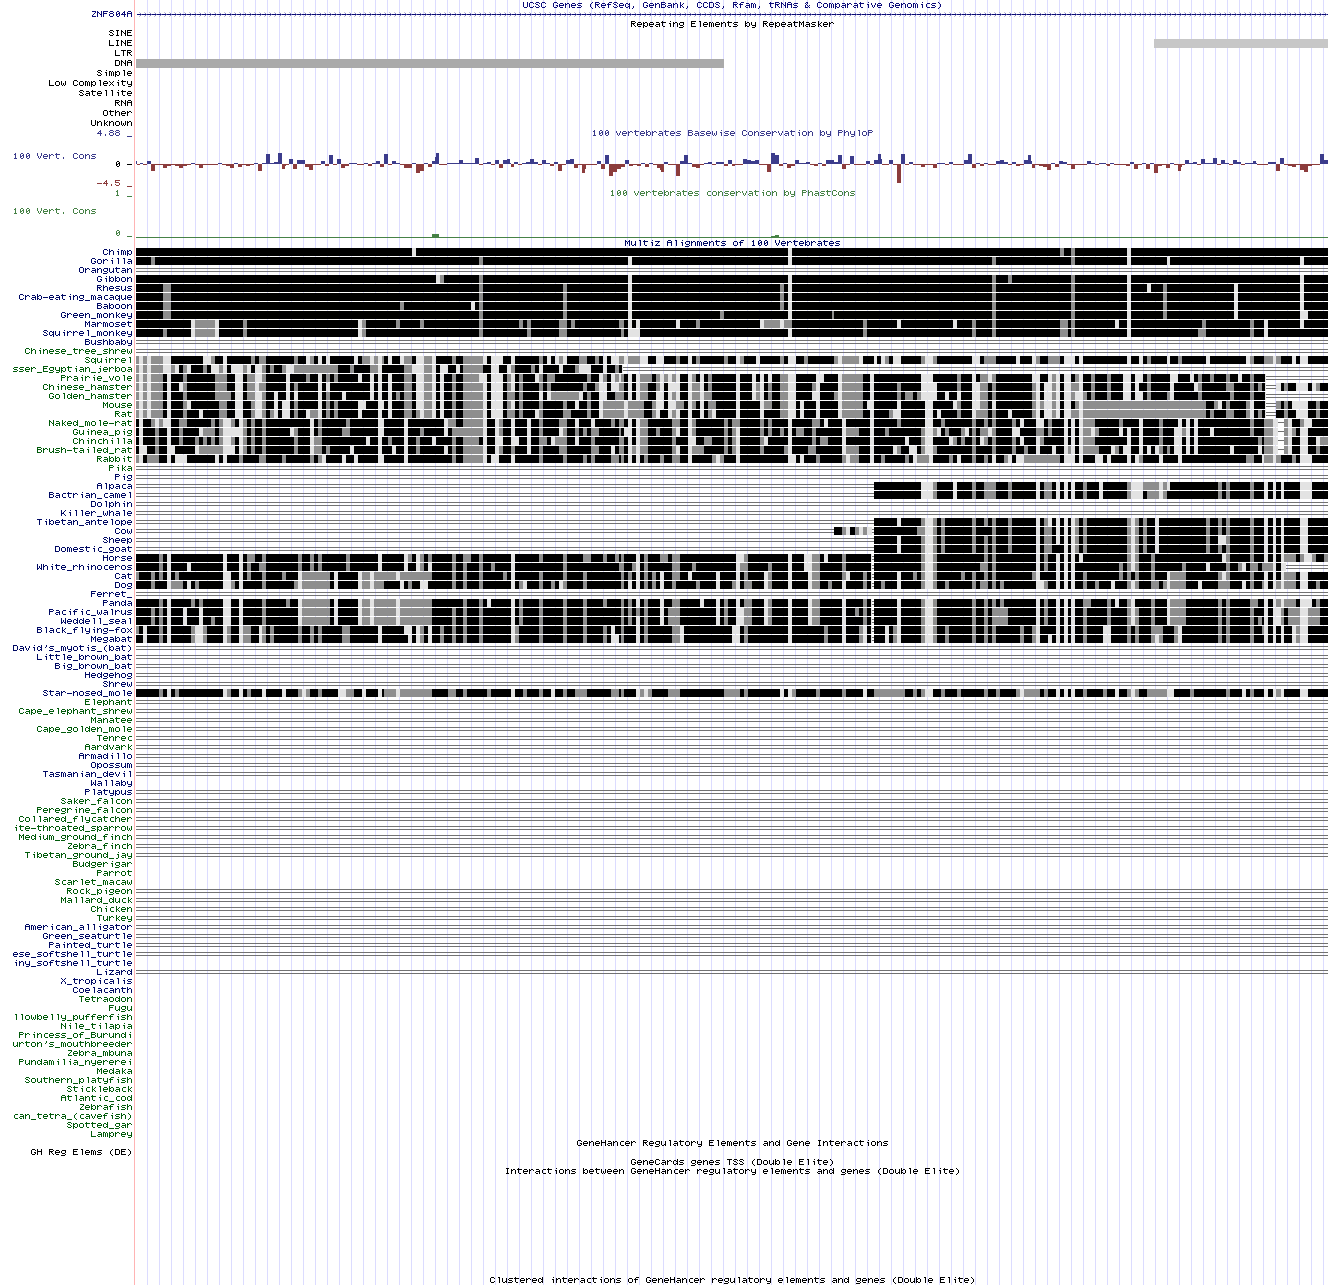 UCSC Genes (RefSeq, GenBank, CCDS, Rfam, tRNAs & Comparative Genomics)
ZNF804A
Repeating Elements by RepeatMasker
SINE
LINE
LTR
DNA
Simple
Low Complexity
Satellite
RNA
Other
Unknown
4.88 _
100 vertebrates Basewise Conservation by PhyloP
100 Vert. Cons
0 -
-4.5 _
1 _
100 vertebrates conservation by PhastCons
100 Vert. Cons
0 _
Multiz Alignments of 100 Vertebrates
Chimp
Gorilla
Orangutan
Gibbon
Rhesus
Crab-eating_macaque
Baboon
Green_monkey
Marmoset
Squirrel_monkey
Bushbaby
Chinese_tree_shrew
Squirrel
sser_Egyptian_jerboa
Prairie_vole
Chinese_hamster
Golden_hamster
Mouse
Rat
Naked_mole-rat
Guinea_pig
Chinchilla
Brush-tailed_rat
Rabbit
Pika
Pig
Alpaca
Bactrian_camel
Dolphin
Killer_whale
Tibetan_antelope
Cow
Sheep
Domestic_goat
Horse
White_rhinoceros
Cat
Dog
Ferret_
Panda
Pacific_walrus
Weddell_seal
Black_flying-fox
Megabat
David's_myotis_(bat)
Little_brown_bat
Big_brown_bat
Hedgehog
Shrew
Star-nosed_mole
Elephant
Cape_elephant_shrew
Manatee
Cape_golden_mole
Tenrec
Aardvark
Armadillo
Opossum
Tasmanian_devil
Wallaby
Platypus
Saker_falcon
Peregrine_falcon
Collared_flycatcher
ite-throated_sparrow
Medium_ground_finch
Zebra_finch
Tibetan_ground_jay
Budgerigar
Parrot
Scarlet_macaw
Rock_pigeon
Mallard_duck
Chicken
Turkey
American_alligator
Green_seaturtle
Painted_turtle
ese_softshell_turtle
iny_softshell_turtle
Lizard
X_tropicalis
Coelacanth
Tetraodon
Fugu
llowbelly_pufferfish
Nile_tilapia
Princess_of_Burundi
urton's_mouthbreeder
Zebra_mbuna
Pundamilia_nyererei
Medaka
Southern_platyfish
Stickleback
Atlantic_cod
Zebrafish
can_tetra_(cavefish)
Spotted_gar
Lamprey
GeneHancer Regulatory Elements and Gene Interactions
GH Reg Elems (DE)
GeneCards genes TSS (Double Elite)
Interactions between GeneHancer regulatory elements and genes (Double Elite)
Clustered interactions of GeneHancer regulatory elements and genes (Double Elite)